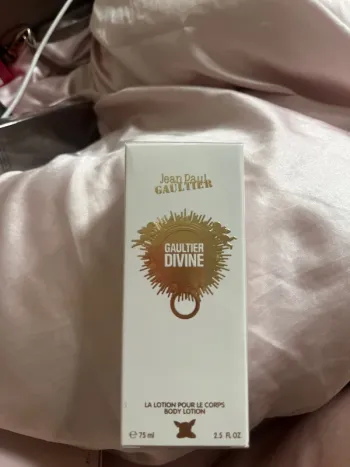 Jean Paul
GAULTIER
GAULTIER
DIVINE
LA LOTION POUR LE CORPS
BODY LOTION
℮ 75 ml 2.5 fl. OZ